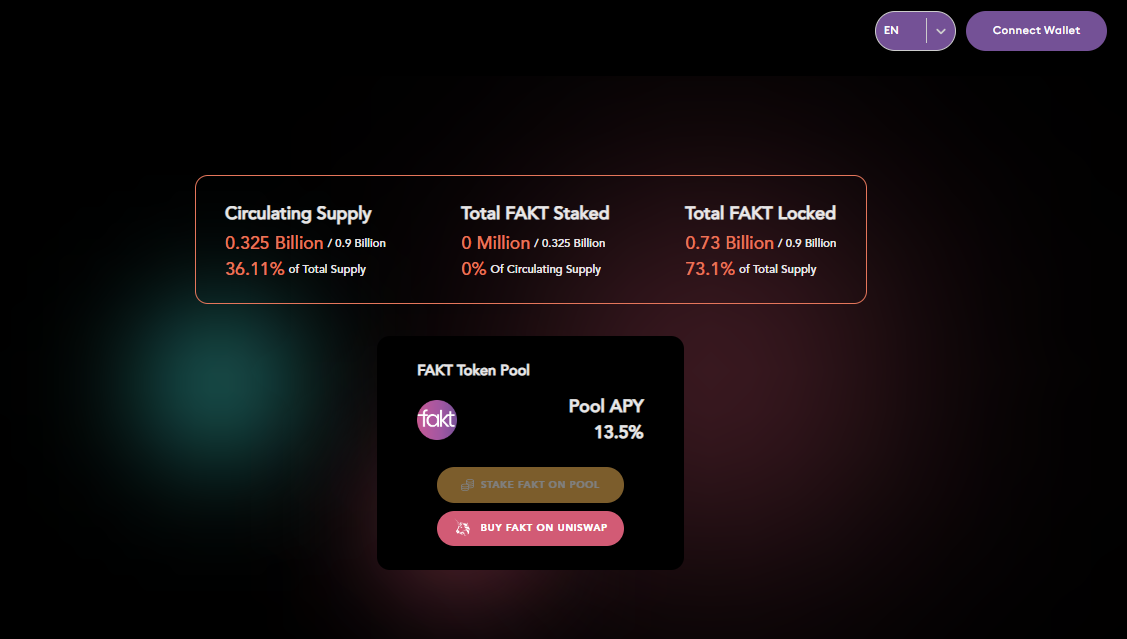 EN
Connect Wallet
Circulating Supply
0.325 Billion / 0.9 Billion
36.11% of Total Supply
Total FAKT Staked
0 Million / 0.325 Billion
0% Of Circulating Supply
Total FAKT Locked
0.73 Billion / 0.9 Billion
73.1% of Total Supply
FAKT Token Pool
fakt
Pool APY
13.5%
STAKE FAKT ON POOL
BUY FAKT ON UNISWAP